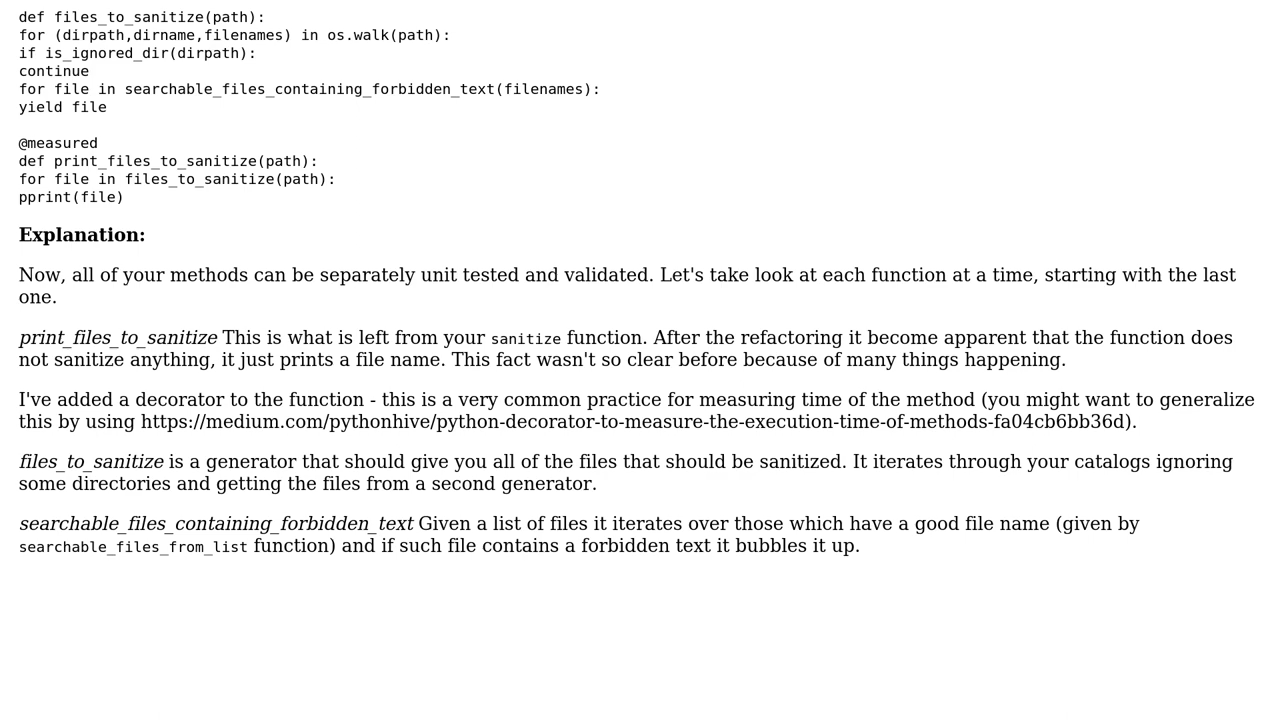 def files_to_sanitize(path):
for (dirpath,dirname,filenames) in os.walk(path):
if is_ignored_dir(dirpath):
continue
for file in searchable_files_containing_forbidden_text(filenames):
yield file
@measured
def print_files_to_sanitize(path):
for file in files_to_sanitize(path):
pprint(file)
Explanation:
Now, all of your methods can be separately unit tested and validated. Let's take look at each function at a time, starting with the last
one.
print_files_to_sanitize This is what is left from your sanitize function. After the refactoring it become apparent that the function does
not sanitize anything, it just prints a file name. This fact wasn't so clear before because of many things happening.
I've added a decorator to the function - this is a very common practice for measuring time of the method (you might want to generalize
this by using https://medium.com/pythonhive/python-decorator-to-measure-the-execution-time-of-methods-fa04cb6bb36d).
files_to_sanitize is a generator that should give you all of the files that should be sanitized. It iterates through your catalogs ignoring
some directories and getting the files from a second generator.
searchable_files_containing_forbidden_text Given a list of files it iterates over those which have a good file name (given by
searchable_files_from_list function) and if such file contains a forbidden text it bubbles it up.